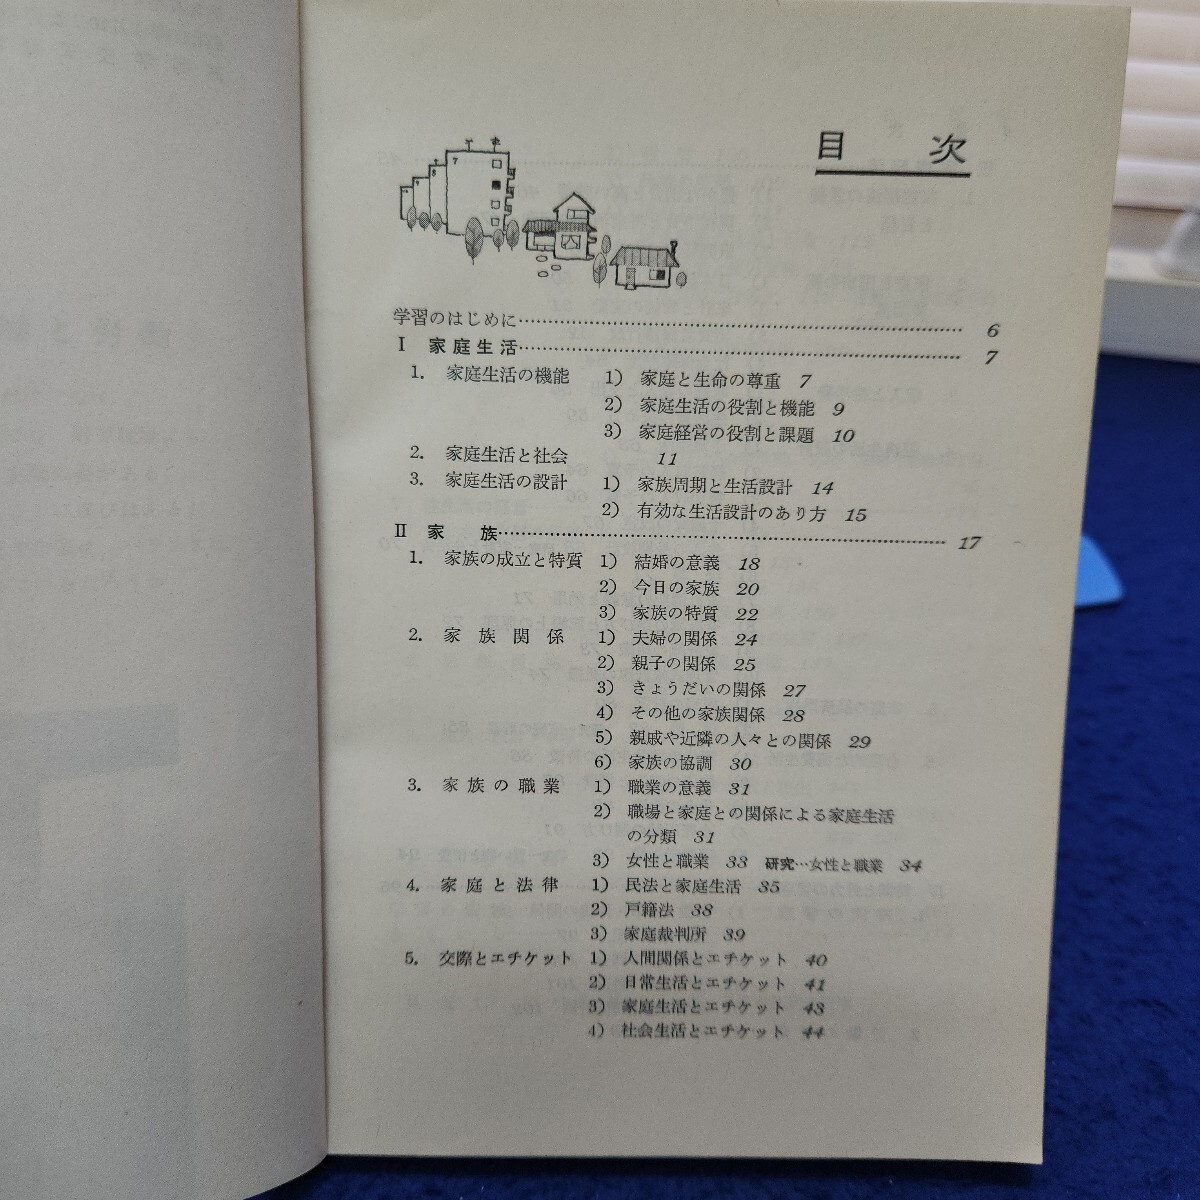 目 次
学習のはじめに…………………………………………………………… 6
Ⅰ 家庭生活…………………………………………………………… 7
1. 家庭生活の機能 1) 家庭と生命の尊重 7
2) 家庭生活の役割と機能 9
3) 家庭経営の役割と課題 10
2. 家庭生活と社会 11
3. 家庭生活の設計 1) 家族周期と生活設計 14
2) 有効な生活設計のあり方 15
Ⅱ 家 族…………………………………………………………… 17
1. 家族の成立と特質 1) 結婚の意義 18
2) 今日の家族 20
3) 家族の特質 22
2. 家族関係 1) 夫婦の関係 24
2) 親子の関係 25
3) きょうだいの関係 27
4) その他の家族関係 28
5) 親戚や近隣の人々との関係 29
6) 家族の協調 30
3. 家族の職業 1) 職業の意義 31
2) 職場と家庭との関係による家庭生活
の分類 31
3) 女性と職業 33 研究…女性と職業 34
4. 家庭と法律 1) 民法と家庭生活 35
2) 戸籍法 38
3) 家庭裁判所 39
5. 交際とエチケット 1) 人間関係とエチケット 40
2) 日常生活とエチケット 41
3) 家庭生活とエチケット 43
4) 社会生活とエチケット 44